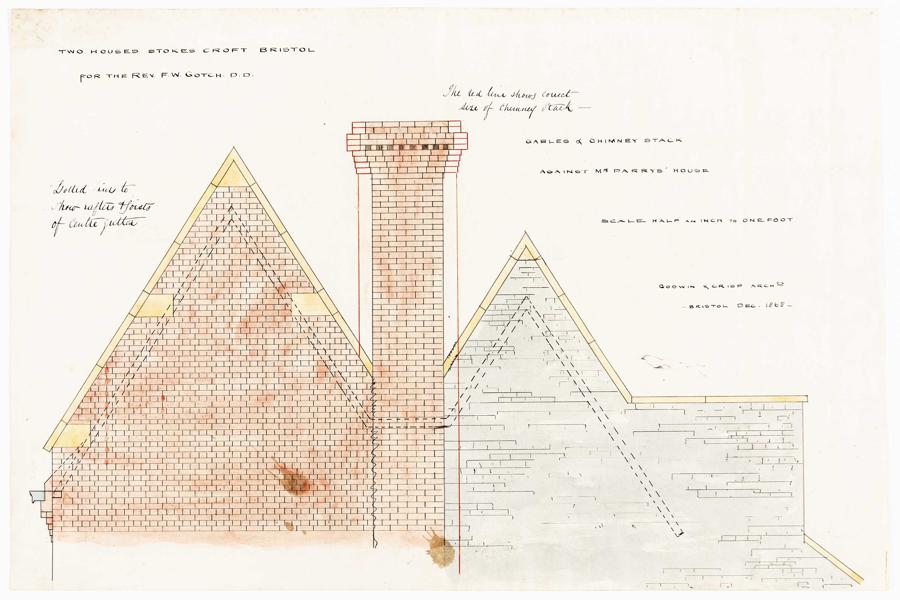 TWO HOUSES STOKES CROFT BRISTOL
FOR THE REV. F. W. GOTCH. D. D.
The red line shows correct
size of Chimney Stack —
GABLES & CHIMNEY STACK
AGAINST MR PARRYS' HOUSE
SCALE HALF AN INCH TO ONE FOOT
Dotted line to
show rafters & joists
of Centre gutter
GODWIN & CRISP ARCHTS
- BRISTOL DEC. 1868 -